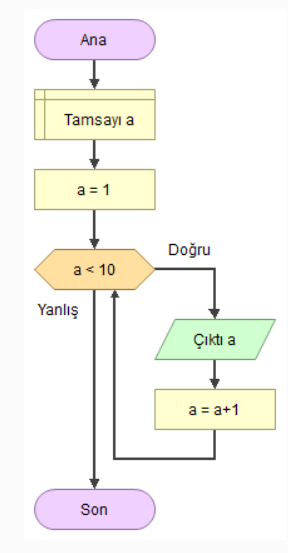 Ana
Tamsayı a
a = 1
a < 10
Doğru
Yanlış
Çıktı a
a = a+1
Son